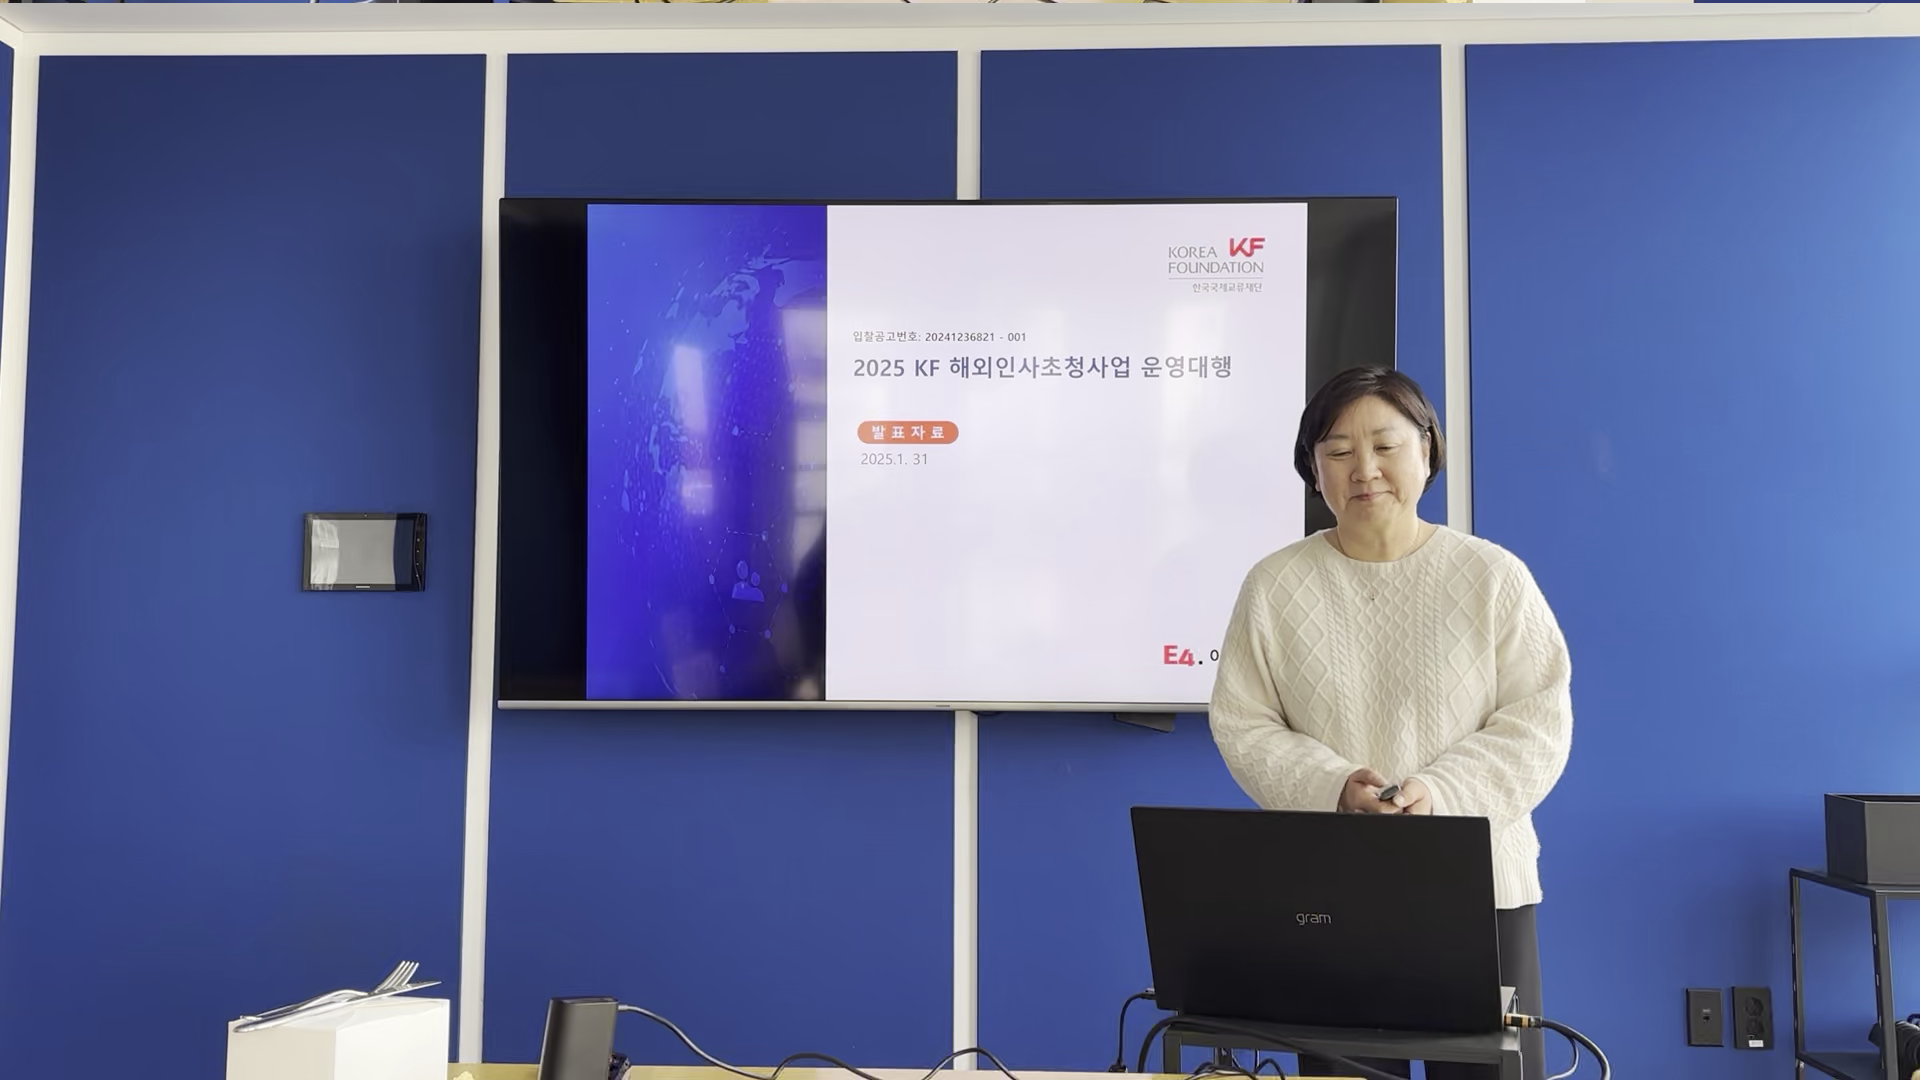 KOREA KF
FOUNDATION
한국국제교류재단
입찰공고번호: 20241236821 - 001
2025 KF 해외인사초청사업 운영대행
발표자료
2025.1. 31
E4.
gram